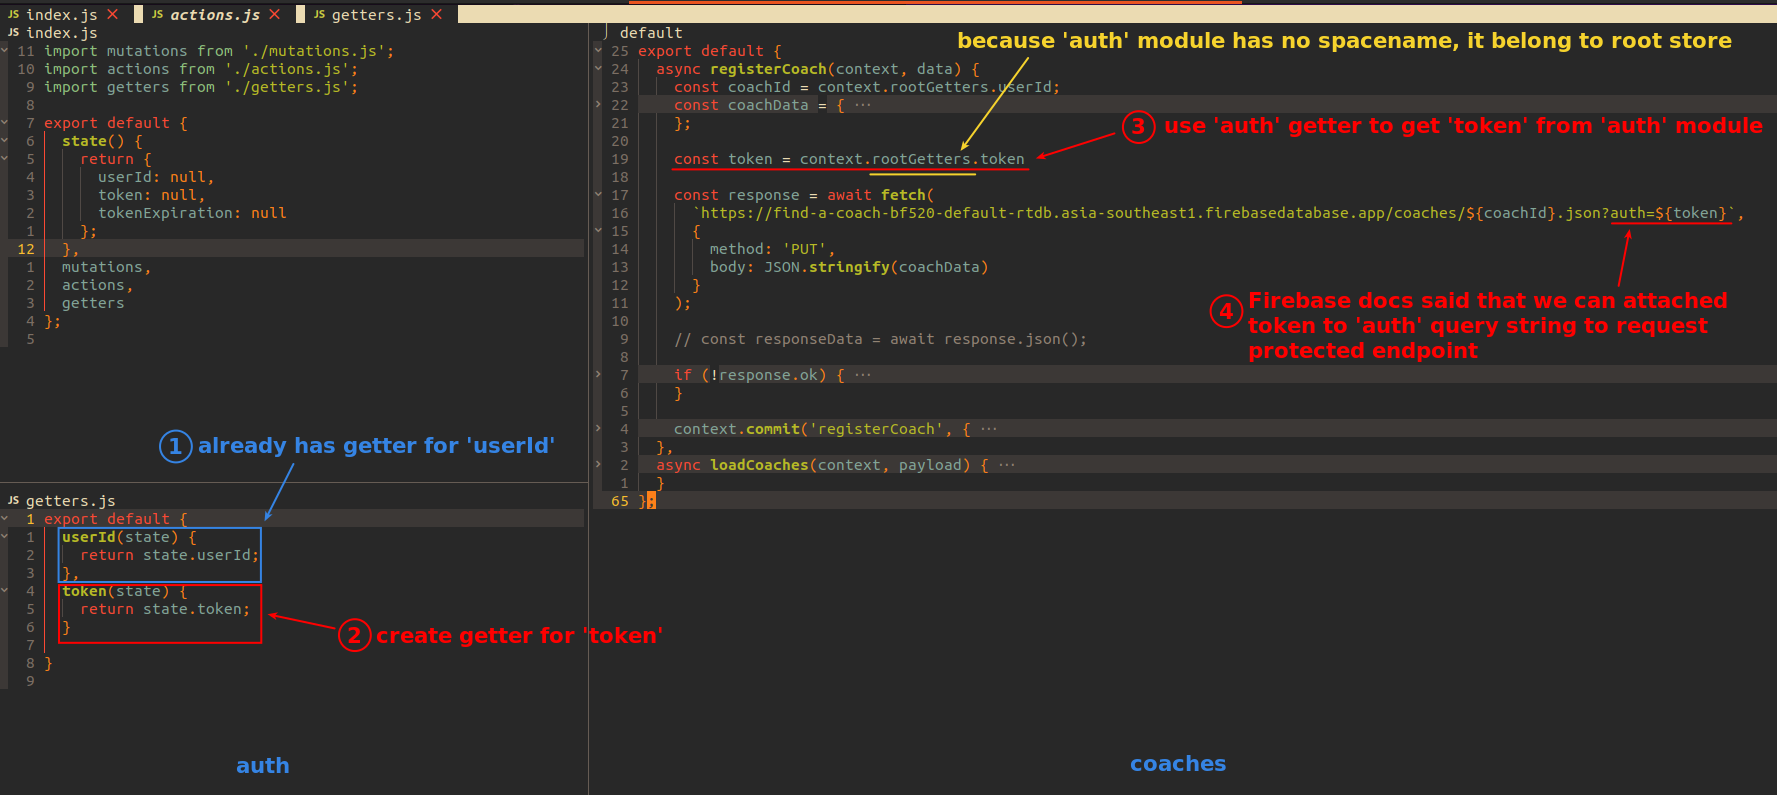 JS index.js ✕
JS actions.js ✕
JS getters.js ✕
JS index.js
11 import mutations from './mutations.js';
10 import actions from './actions.js';
9 import getters from './getters.js';
8
7 export default {
6 state() {
5 return {
4 userId: null,
3 token: null,
2 tokenExpiration: null
1 };
12 },
1 mutations,
2 actions,
3 getters
4 };
5
① already has getter for 'userId'
JS getters.js
1 export default {
1 userId(state) {
2 return state.userId;
3 },
4 token(state) {
5 return state.token;
6 }
7
8 }
9
② create getter for 'token'
auth
default
because 'auth' module has no spacename, it belong to root store
25 export default {
24 async registerCoach(context, data) {
23 const coachId = context.rootGetters.userId;
22 const coachData = { ···
21 };
③ use 'auth' getter to get 'token' from 'auth' module
20
19 const token = context.rootGetters.token
18
17 const response = await fetch(
16 `https://find-a-coach-bf520-default-rtdb.asia-southeast1.firebasedatabase.app/coaches/${coachId}.json?auth=${token}`,
15 {
14 method: 'PUT',
13 body: JSON.stringify(coachData)
12 }
11 );
④ Firebase docs said that we can attached
token to 'auth' query string to request
protected endpoint
10
9 // const responseData = await response.json();
8
7 if (!response.ok) { ···
6 }
5
4 context.commit('registerCoach', { ···
3 },
2 async loadCoaches(context, payload) { ···
1 }
65 };
coaches